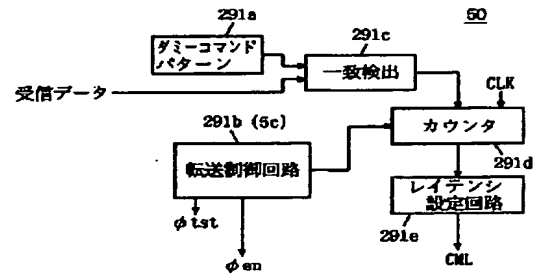 50
291a
ダミーコマンド
パターン
291c
一致検出
受信データ
CLK
291b (5c)
転送制御回路
カウンタ
291d
レイテンシ
設定回路
291e
φtst
φen
CML